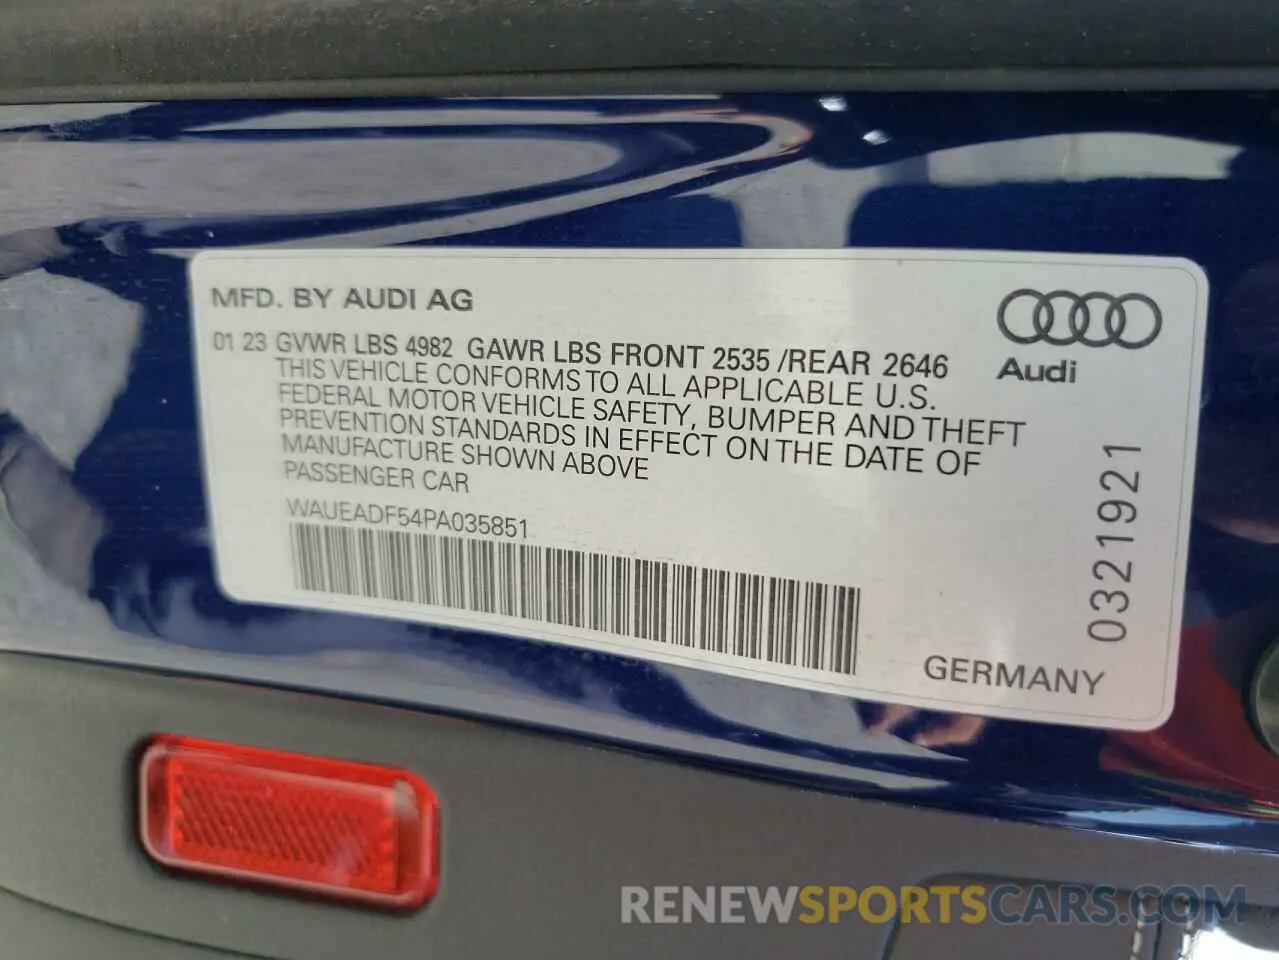 MFD. BY AUDI AG
Audi
01 23 GVWR LBS 4982 GAWR LBS FRONT 2535 /REAR 2646
THIS VEHICLE CONFORMS TO ALL APPLICABLE U.S.
FEDERAL MOTOR VEHICLE SAFETY, BUMPER AND THEFT
PREVENTION STANDARDS IN EFFECT ON THE DATE OF
MANUFACTURE SHOWN ABOVE
PASSENGER CAR
WAUEADF54PA035851
0321921
GERMANY
RENEWSPORTSCARS.COM